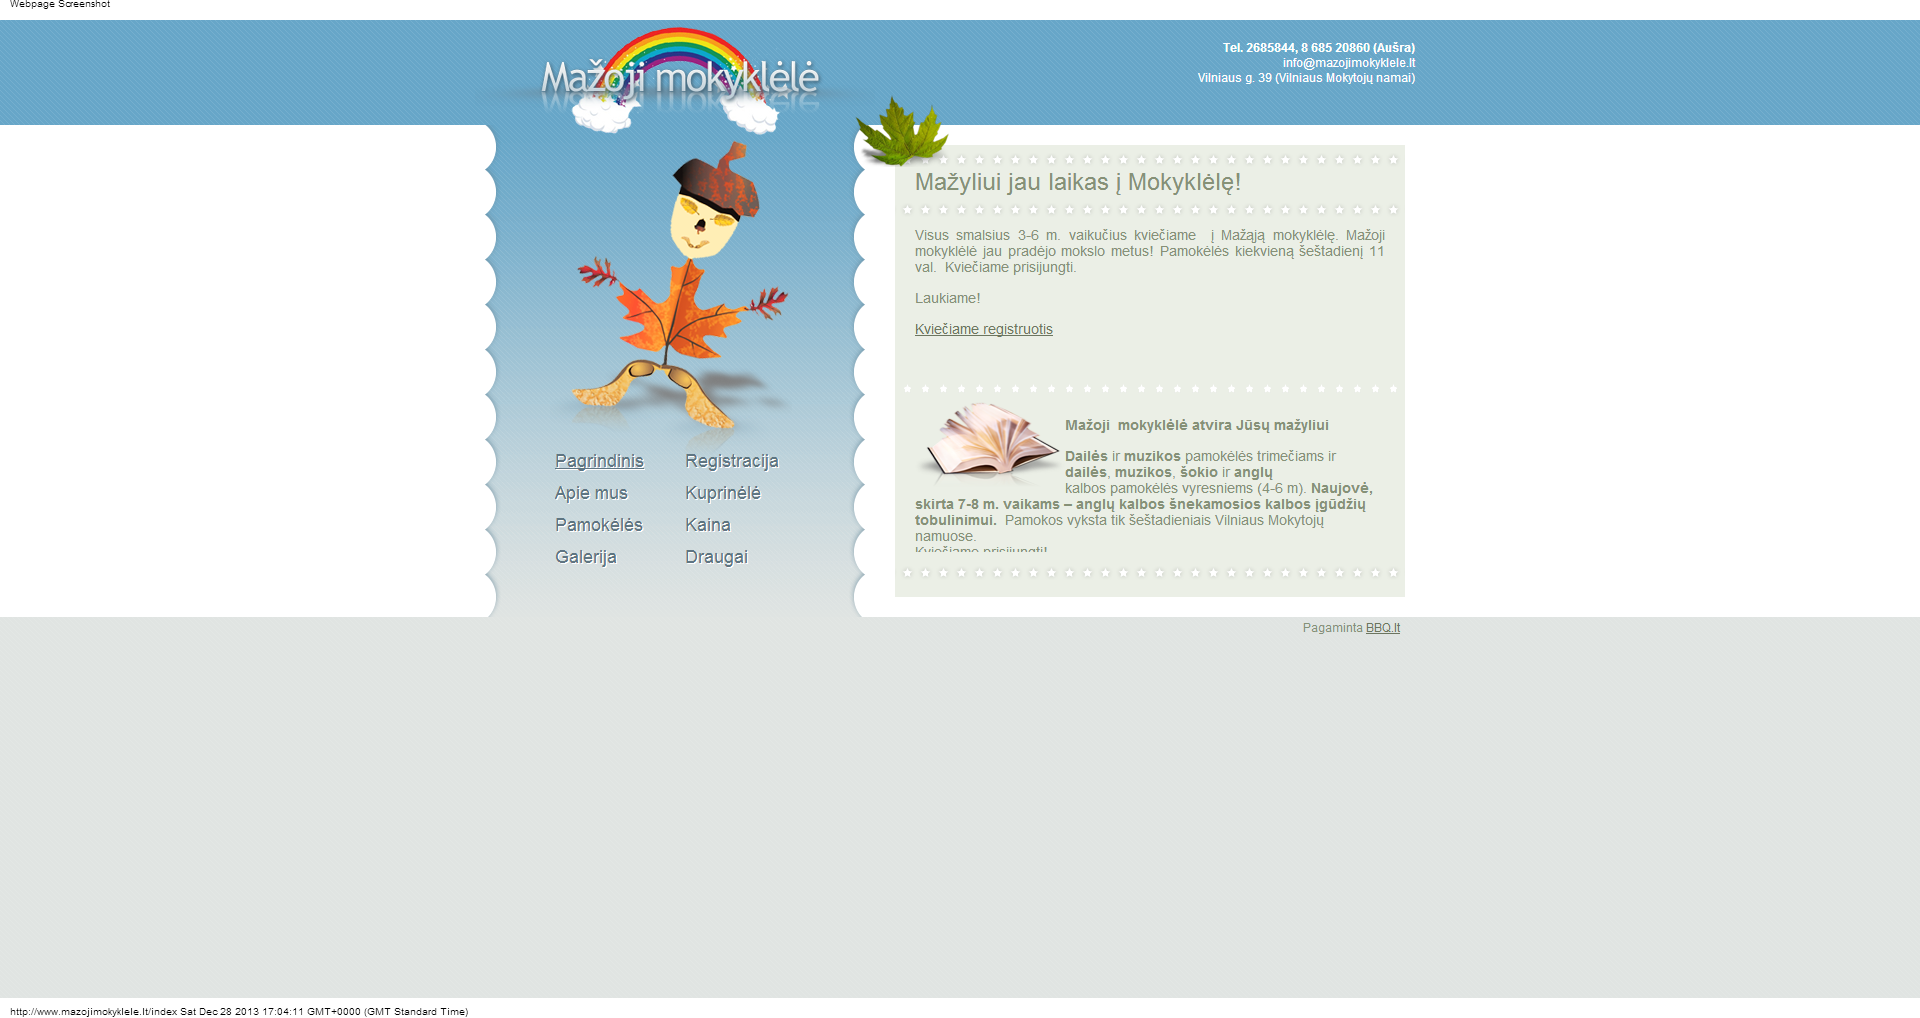 Webpage Screenshot
Mažoji mokyklėlė
Tel. 2685844, 8 685 20860 (Aušra)
info@mazojimokyklele.lt
Vilniaus g. 39 (Vilniaus Mokytojų namai)
Mažyliui jau laikas į Mokyklėlę!
Visus smalsius 3-6 m. vaikučius kviečiame į Mažąją mokyklėlę. Mažoji
mokyklėlė jau pradėjo mokslo metus! Pamokėlės kiekvieną šeštadienį 11
val. Kviečiame prisijungti.
Laukiame!
Kviečiame registruotis
Mažoji mokyklėlė atvira Jūsų mažyliui
Dailės ir muzikos pamokėlės trimečiams ir
dailės, muzikos, šokio ir anglų
kalbos pamokėlės vyresniems (4-6 m). Naujovė,
skirta 7-8 m. vaikams – anglų kalbos šnekamosios kalbos įgūdžių
tobulinimui. Pamokos vyksta tik šeštadieniais Vilniaus Mokytojų
namuose.
Kviečiame prisijungti!
Pagrindinis
Registracija
Apie mus
Kuprinėlė
Pamokėlės
Kaina
Galerija
Draugai
Pagaminta BBQ.lt
http://www.mazojimokyklele.lt/index Sat Dec 28 2013 17:04:11 GMT+0000 (GMT Standard Time)